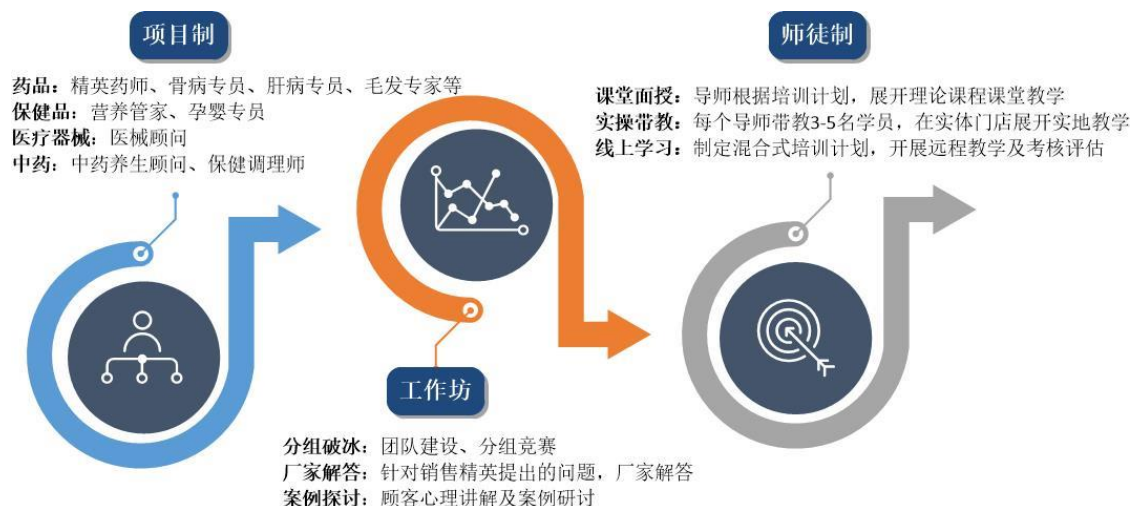 项目制
药品：精英药师、骨病专员、肝病专员、毛发专家等
保健品：营养管家、孕婴专员
医疗器械：医械顾问
中药：中药养生顾问、保健调理师
工作坊
分组破冰：团队建设、分组竞赛
厂家解答：针对销售精英提出的问题，厂家解答
案例探讨：顾客心理讲解及案例研讨
师徒制
课堂面授：导师根据培训计划，展开理论课程课堂教学
实操带教：每个导师带教3-5名学员，在实体门店展开实地教学
线上学习：制定混合式培训计划，开展远程教学及考核评估